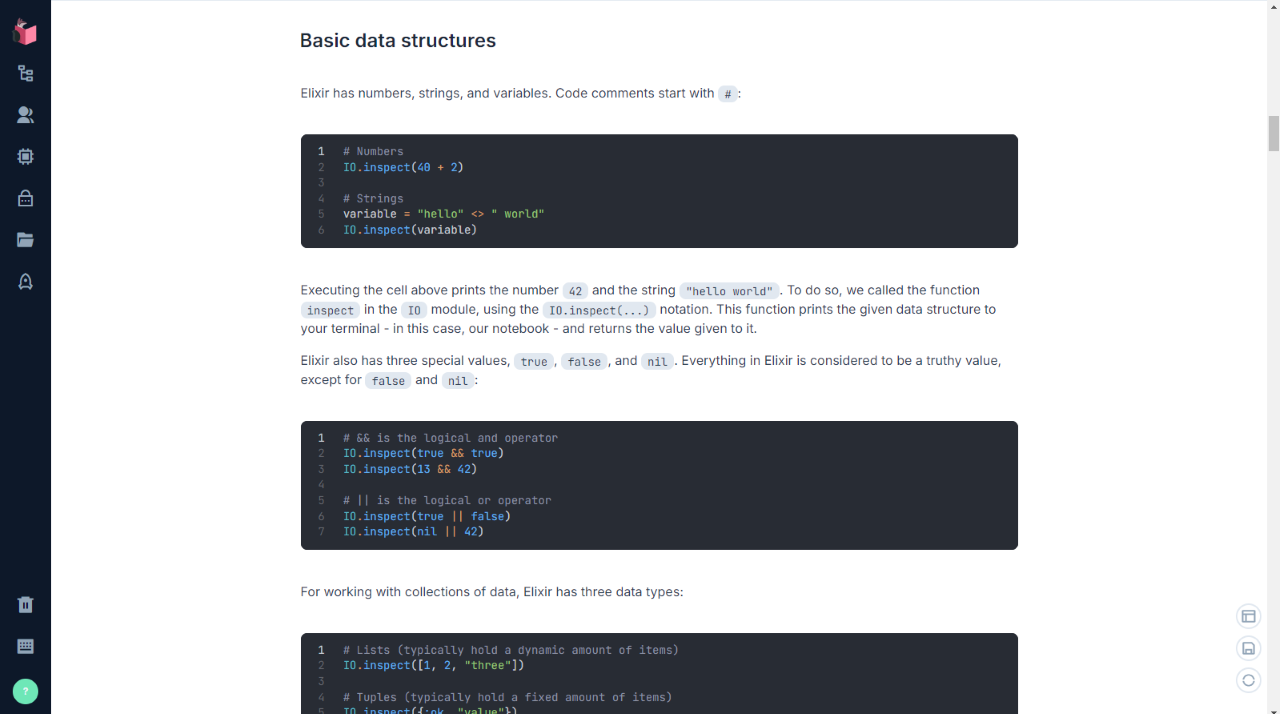 Basic data structures
Elixir has numbers, strings, and variables. Code comments start with # :
1 # Numbers
2 IO.inspect(40 + 2)
3
4 # Strings
5 variable = "hello" <> " world"
6 IO.inspect(variable)
Executing the cell above prints the number 42 and the string "hello world" . To do so, we called the function
inspect in the IO module, using the IO.inspect(...) notation. This function prints the given data structure to
your terminal - in this case, our notebook - and returns the value given to it.
Elixir also has three special values, true , false , and nil . Everything in Elixir is considered to be a truthy value,
except for false and nil :
1 # && is the logical and operator
2 IO.inspect(true && true)
3 IO.inspect(13 && 42)
4
5 # || is the logical or operator
6 IO.inspect(true || false)
7 IO.inspect(nil || 42)
For working with collections of data, Elixir has three data types:
1 # Lists (typically hold a dynamic amount of items)
2 IO.inspect([1, 2, "three"])
3
4 # Tuples (typically hold a fixed amount of items)
5 IO.inspect({:ok, "value"})
?